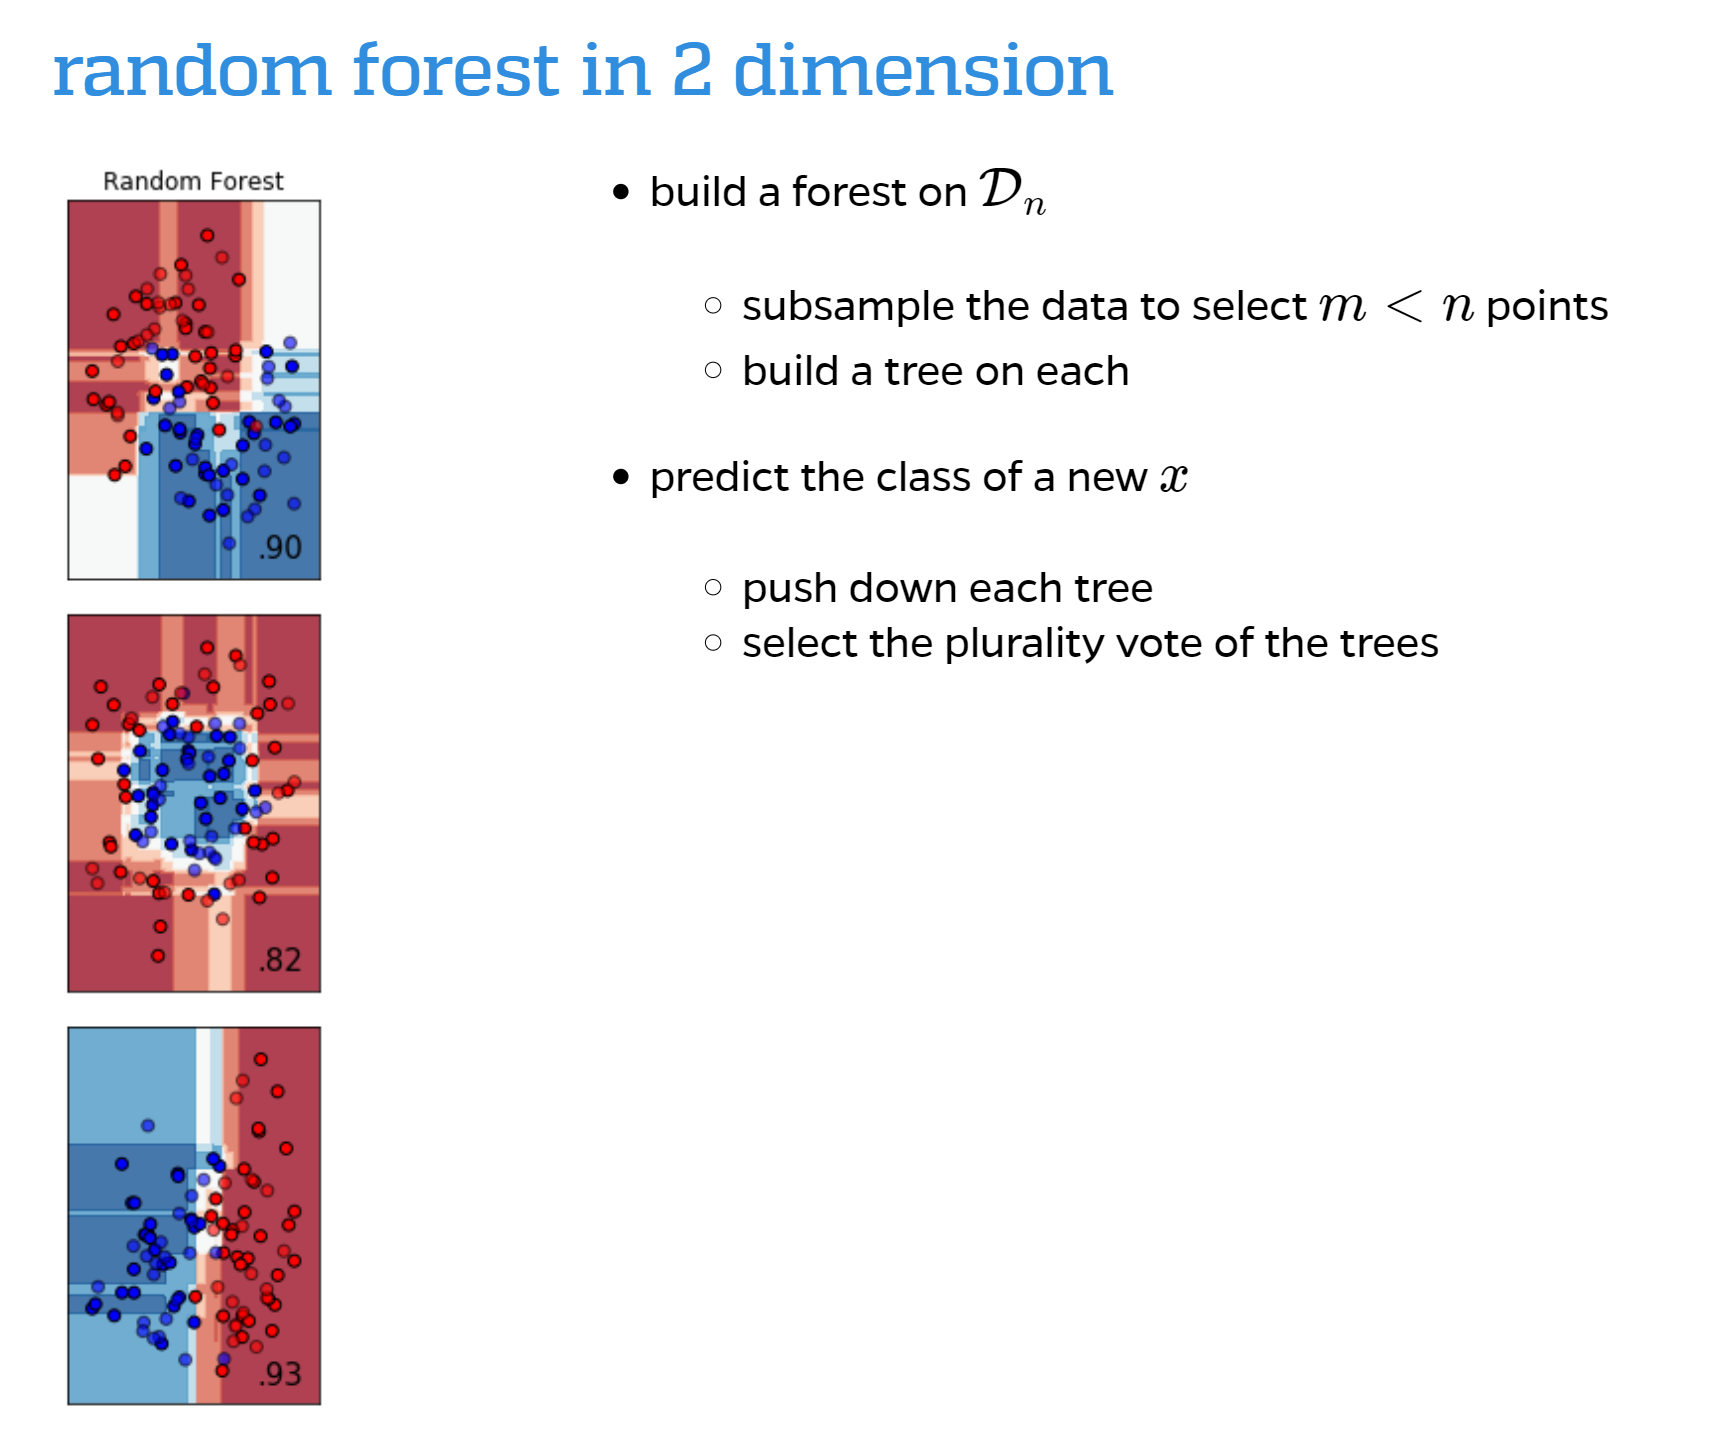 random forest in 2 dimension
Random Forest
.90
.82
.93
• build a forest on 𝒟ₙ
○ subsample the data to select m < n points
○ build a tree on each
• predict the class of a new x
○ push down each tree
○ select the plurality vote of the trees